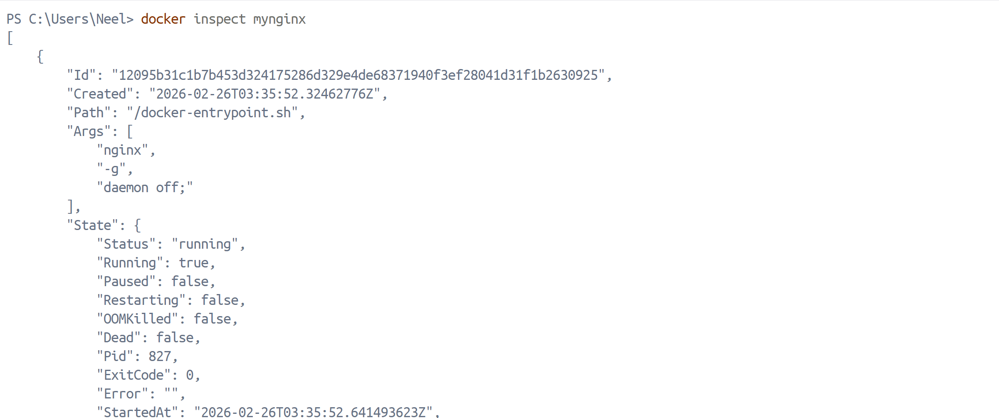 PS C:\Users\Neel> docker inspect mynginx
[
    {
        "Id": "12095b31c1b7b453d324175286d329e4de68371940f3ef28041d31f1b2630925",
        "Created": "2026-02-26T03:35:52.32462776Z",
        "Path": "/docker-entrypoint.sh",
        "Args": [
            "nginx",
            "-g",
            "daemon off;"
        ],
        "State": {
            "Status": "running",
            "Running": true,
            "Paused": false,
            "Restarting": false,
            "OOMKilled": false,
            "Dead": false,
            "Pid": 827,
            "ExitCode": 0,
            "Error": "",
            "StartedAt": "2026-02-26T03:35:52.641493623Z",